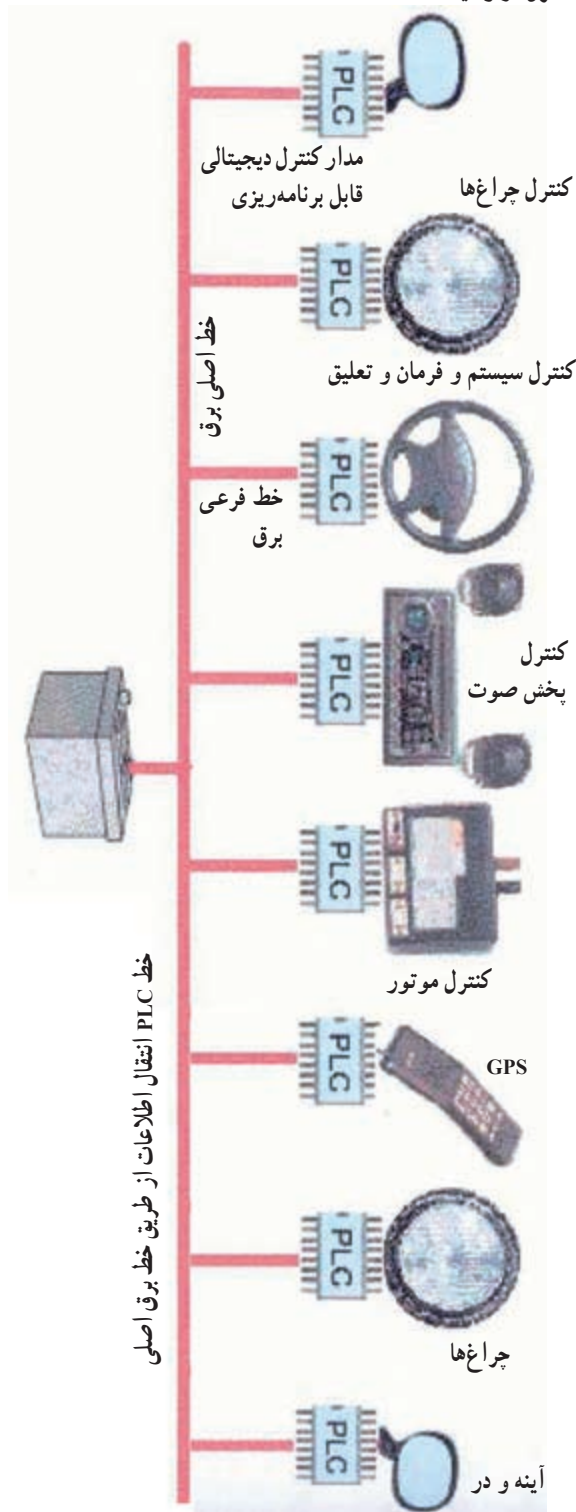 PLC
مدار کنترل دیجیتالی
قابل برنامه‌ریزی
کنترل چراغ‌ها
PLC
خط اصلی برق
کنترل سیستم و فرمان و تعلیق
PLC
خط فرعی
برق
کنترل
پخش صوت
PLC
PLC
کنترل موتور
خط PLC انتقال اطلاعات از طریق خط برق اصلی
GPS
PLC
PLC
چراغ‌ها
PLC
آینه و در